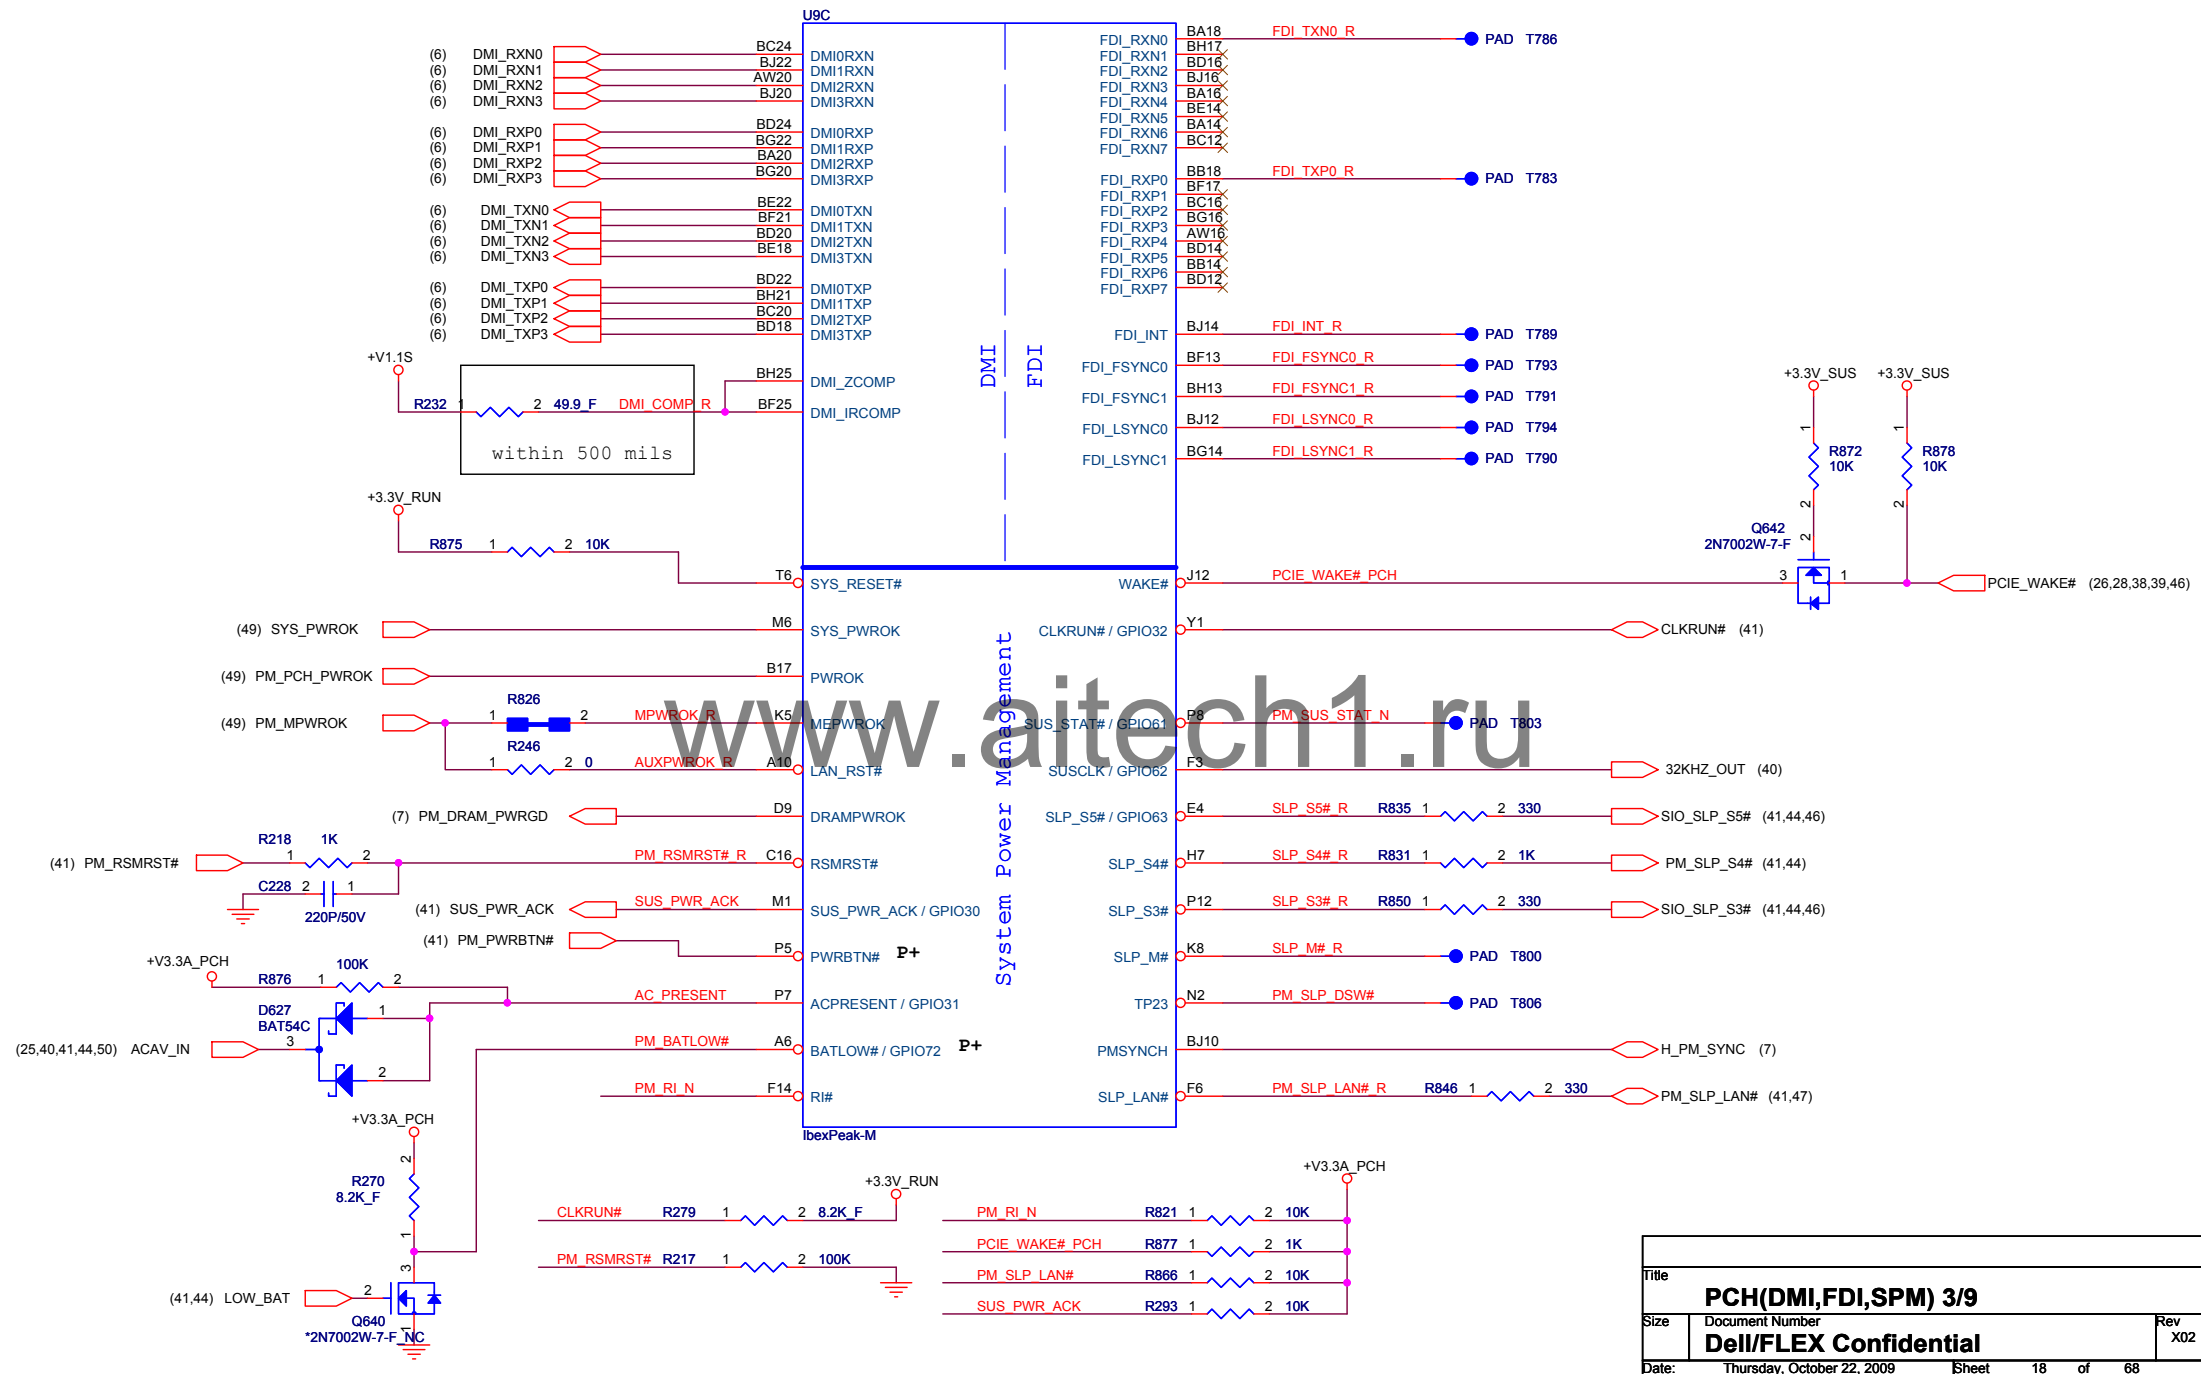 U9C
(6) DMI_RXN0 BC24 DMI0RXN
(6) DMI_RXN1 BJ22 DMI1RXN
(6) DMI_RXN2 AW20 DMI2RXN
(6) DMI_RXN3 BJ20 DMI3RXN
(6) DMI_RXP0 BD24 DMI0RXP
(6) DMI_RXP1 BG22 DMI1RXP
(6) DMI_RXP2 BA20 DMI2RXP
(6) DMI_RXP3 BG20 DMI3RXP
(6) DMI_TXN0 BE22 DMI0TXN
(6) DMI_TXN1 BF21 DMI1TXN
(6) DMI_TXN2 BD20 DMI2TXN
(6) DMI_TXN3 BE18 DMI3TXN
(6) DMI_TXP0 BD22 DMI0TXP
(6) DMI_TXP1 BH21 DMI1TXP
(6) DMI_TXP2 BC20 DMI2TXP
(6) DMI_TXP3 BD18 DMI3TXP
+V1.1S
BH25 DMI_ZCOMP
R232 1 2 49.9_F DMI_COMP_R BF25 DMI_IRCOMP
within 500 mils
FDI_RXN0 BA18 FDI_TXN0_R PAD T786
FDI_RXN1 BH17
FDI_RXN2 BD16
FDI_RXN3 BJ16
FDI_RXN4 BA16
FDI_RXN5 BE14
FDI_RXN6 BA14
FDI_RXN7 BC12
FDI_RXP0 BB18 FDI_TXP0_R PAD T783
FDI_RXP1 BF17
FDI_RXP2 BC16
FDI_RXP3 BG16
FDI_RXP4 AW16
FDI_RXP5 BD14
FDI_RXP6 BB14
FDI_RXP7 BD12
FDI_INT BJ14 FDI_INT_R PAD T789
FDI_FSYNC0 BF13 FDI_FSYNC0_R PAD T793
FDI_FSYNC1 BH13 FDI_FSYNC1_R PAD T791
FDI_LSYNC0 BJ12 FDI_LSYNC0_R PAD T794
FDI_LSYNC1 BG14 FDI_LSYNC1_R PAD T790
DMI
FDI
+3.3V_SUS +3.3V_SUS
1 1
R872 10K
R878 10K
2 2
Q642 2
2N7002W-7-F
+3.3V_RUN
R875 1 2 10K
T6 SYS_RESET#
(49) SYS_PWROK M6 SYS_PWROK
(49) PM_PCH_PWROK B17 PWROK
(49) PM_MPWROK 1 R826 2 MPWROK_R K5 MEPWROK
R246
1 2 0 AUXPWROK_R A10 LAN_RST#
(7) PM_DRAM_PWRGD D9 DRAMPWROK
R218 1K
(41) PM_RSMRST# 1 2 PM_RSMRST#_R C16 RSMRST#
C228 2 1
220P/50V
(41) SUS_PWR_ACK SUS_PWR_ACK M1 SUS_PWR_ACK / GPIO30
(41) PM_PWRBTN# P5 PWRBTN# P+
+V3.3A_PCH
R876 1 100K 2
AC_PRESENT P7 ACPRESENT / GPIO31
D627
BAT54C
1
(25,40,41,44,50) ACAV_IN 3
2
PM_BATLOW# A6 BATLOW# / GPIO72 P+
PM_RI_N F14 RI#
System Power Management
WAKE# J12 PCIE_WAKE#_PCH 3 1 PCIE_WAKE# (26,28,38,39,46)
CLKRUN# / GPIO32 Y1 CLKRUN# (41)
SUS_STAT# / GPIO61 P8 PM_SUS_STAT_N PAD T803
SUSCLK / GPIO62 F3 32KHZ_OUT (40)
SLP_S5# / GPIO63 E4 SLP_S5#_R R835 1 2 330 SIO_SLP_S5# (41,44,46)
SLP_S4# H7 SLP_S4#_R R831 1 2 1K PM_SLP_S4# (41,44)
SLP_S3# P12 SLP_S3#_R R850 1 2 330 SIO_SLP_S3# (41,44,46)
SLP_M# K8 SLP_M#_R PAD T800
TP23 N2 PM_SLP_DSW# PAD T806
PMSYNCH BJ10 H_PM_SYNC (7)
SLP_LAN# F6 PM_SLP_LAN#_R R846 1 2 330 PM_SLP_LAN# (41,47)
IbexPeak-M
www.aitech1.ru
+V3.3A_PCH
2
R270
8.2K_F
1
3
(41,44) LOW_BAT 2
Q640 1
*2N7002W-7-F_NC
+3.3V_RUN
CLKRUN# R279 1 2 8.2K_F
PM_RSMRST# R217 1 2 100K
+V3.3A_PCH
PM_RI_N R821 1 2 10K
PCIE_WAKE#_PCH R877 1 2 1K
PM_SLP_LAN# R866 1 2 10K
SUS_PWR_ACK R293 1 2 10K
Title
PCH(DMI,FDI,SPM) 3/9
Size Document Number Rev
Dell/FLEX Confidential X02
Date: Thursday, October 22, 2009 Sheet 18 of 68